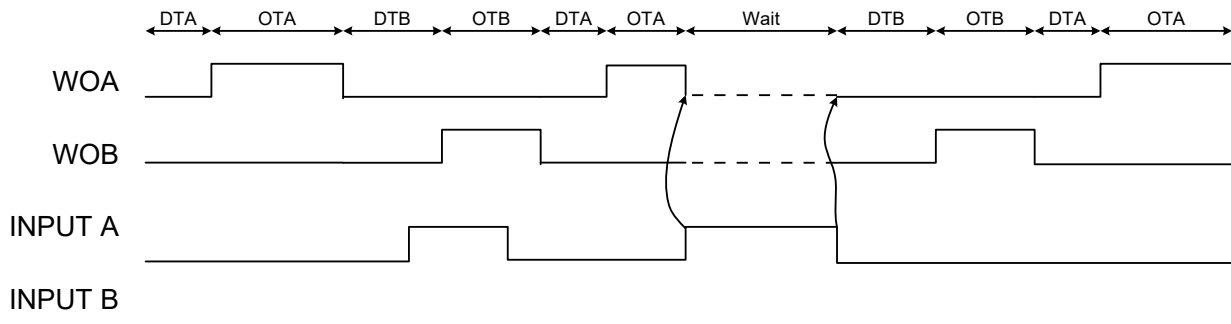 DTA OTA DTB OTB DTA OTA Wait DTB OTB DTA OTA
WOA
WOB
INPUT A
INPUT B